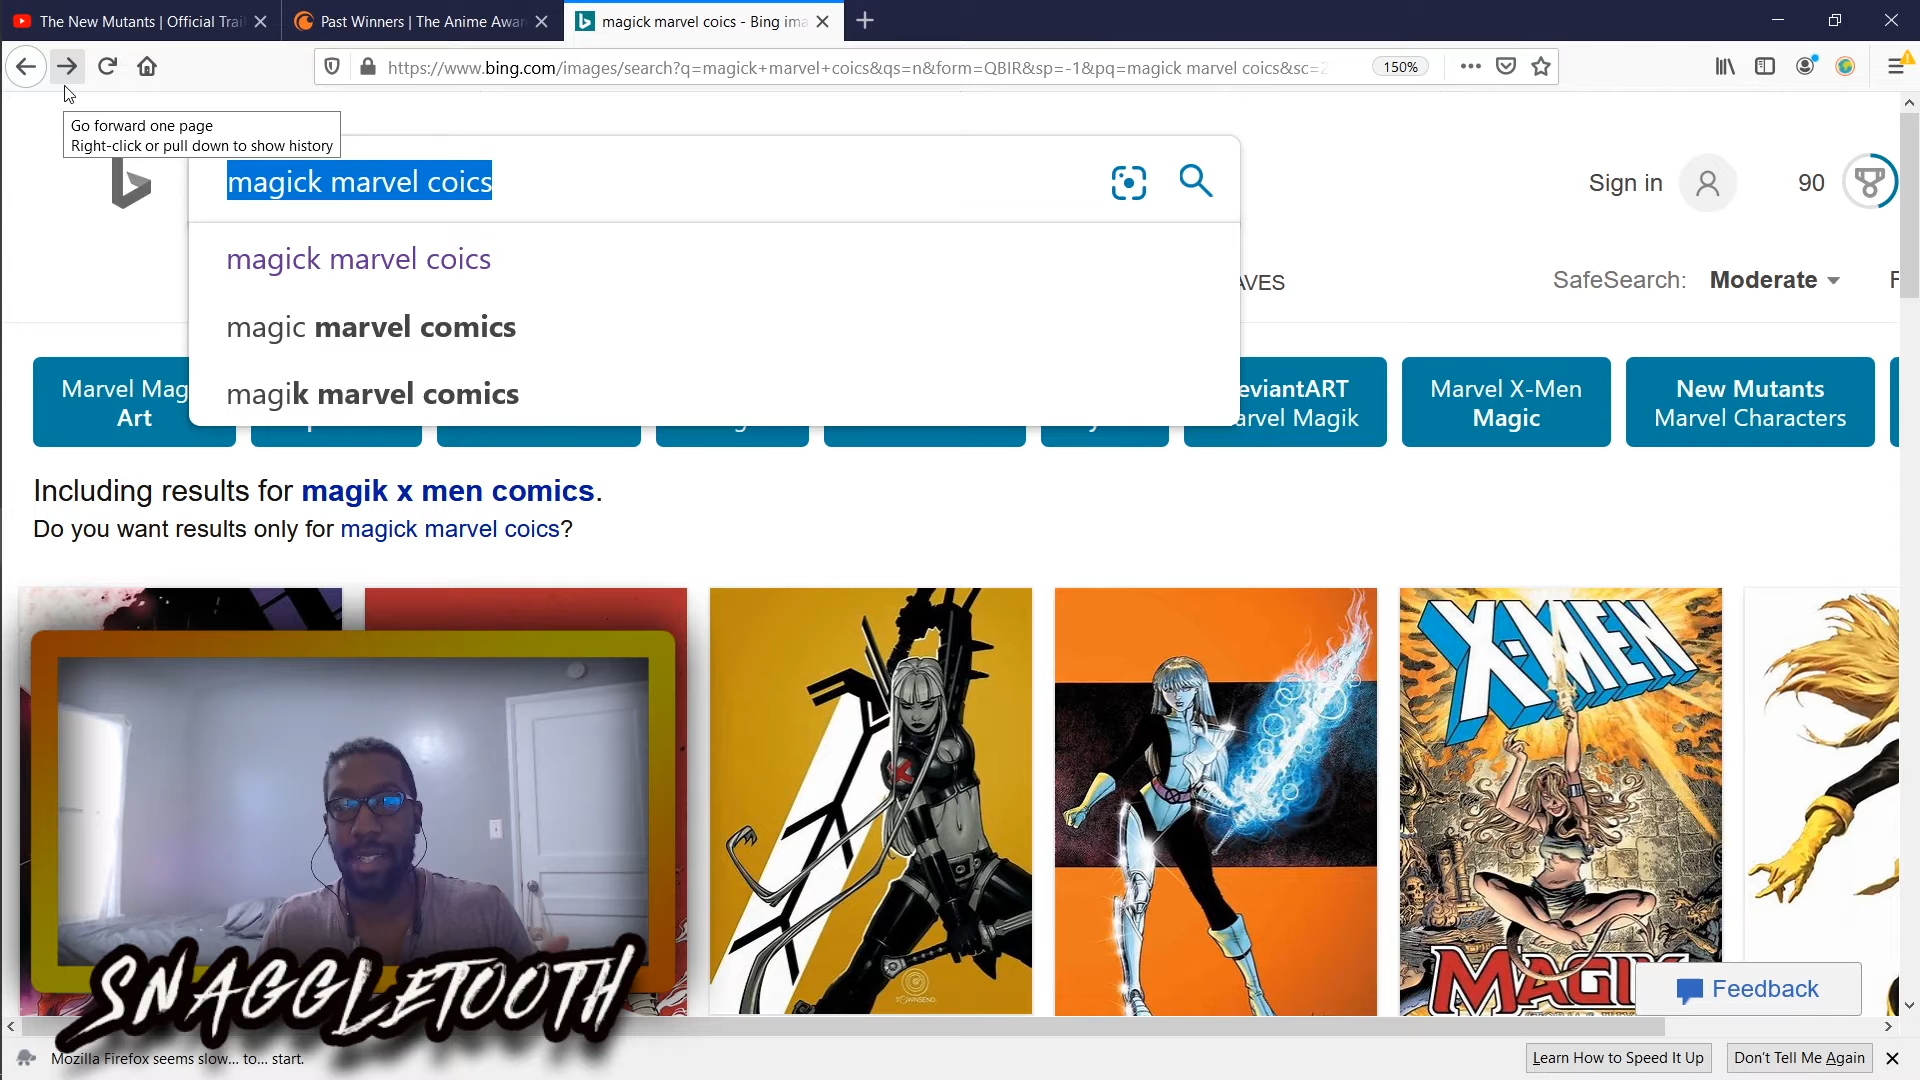 The New Mutants | Official Trai
Past Winners | The Anime Awar
magick marvel coics - Bing ima
https://www.bing.com/images/search?q=magick+marvel+coics&qs=n&form=QBIR&sp=-1&pq=magick marvel coics&sc=2
150%
Go forward one page
Right-click or pull down to show history
magick marvel coics
Sign in
90
magick marvel coics
magic marvel comics
magik marvel comics
AVES
SafeSearch: Moderate
F
Marvel Mag
Art
eviantART
arvel Magik
Marvel X-Men
Magic
New Mutants
Marvel Characters
Including results for magik x men comics.
Do you want results only for magick marvel coics?
X-MEN
TOWNSEND
MAGIK
Feedback
SNAGGLETOOTH
Mozilla Firefox seems slow... to... start.
Learn How to Speed It Up
Don't Tell Me Again